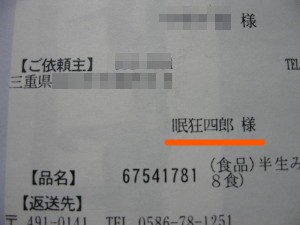 様
【ご依頼主】 TEL
三重県
眠狂四郎 様
【品名】 67541781 (食品)半生み
8食)
【返送先】
〒491-0141 TEL 0586-78-1251